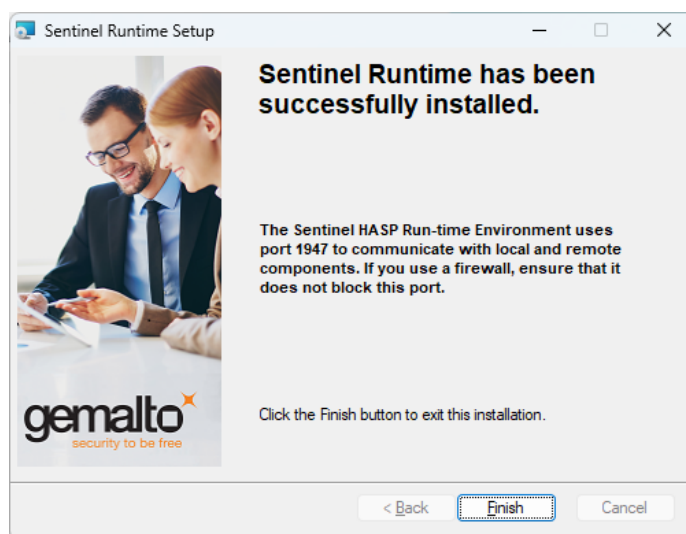 Sentinel Runtime Setup
Sentinel Runtime has been
successfully installed.
The Sentinel HASP Run-time Environment uses
port 1947 to communicate with local and remote
components. If you use a firewall, ensure that it
does not block this port.
gemalto
security to be free
Click the Finish button to exit this installation.
< Back
Finish
Cancel